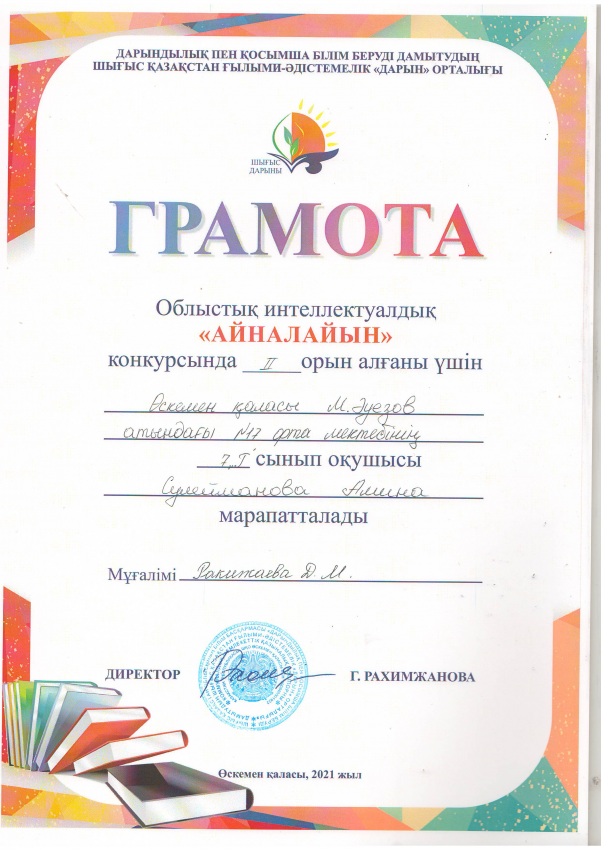 ДАРЫНДЫЛЫҚ ПЕН ҚОСЫМША БІЛІМ БЕРУДІ ДАМЫТУДЫҢ
ШЫҒЫС ҚАЗАҚСТАН ҒЫЛЫМИ-ӘДІСТЕМЕЛІК «ДАРЫН» ОРТАЛЫҒЫ
ШЫҒЫС
ДАРЫНЫ
ГРАМОТА
Облыстық интеллектуалдық
«АЙНАЛАЙЫН»
конкурсында II орын алғаны үшін
Өскемен қаласы М.Әуезов
атындағы №17 орта мектебінің
7 „Г" сынып оқушысы
Сулейманова Амина
марапатталады
Мұғалімі Ракижаева Д М.
ДИРЕКТОР Г. РАХИМЖАНОВА
Өскемен қаласы, 2021 жыл